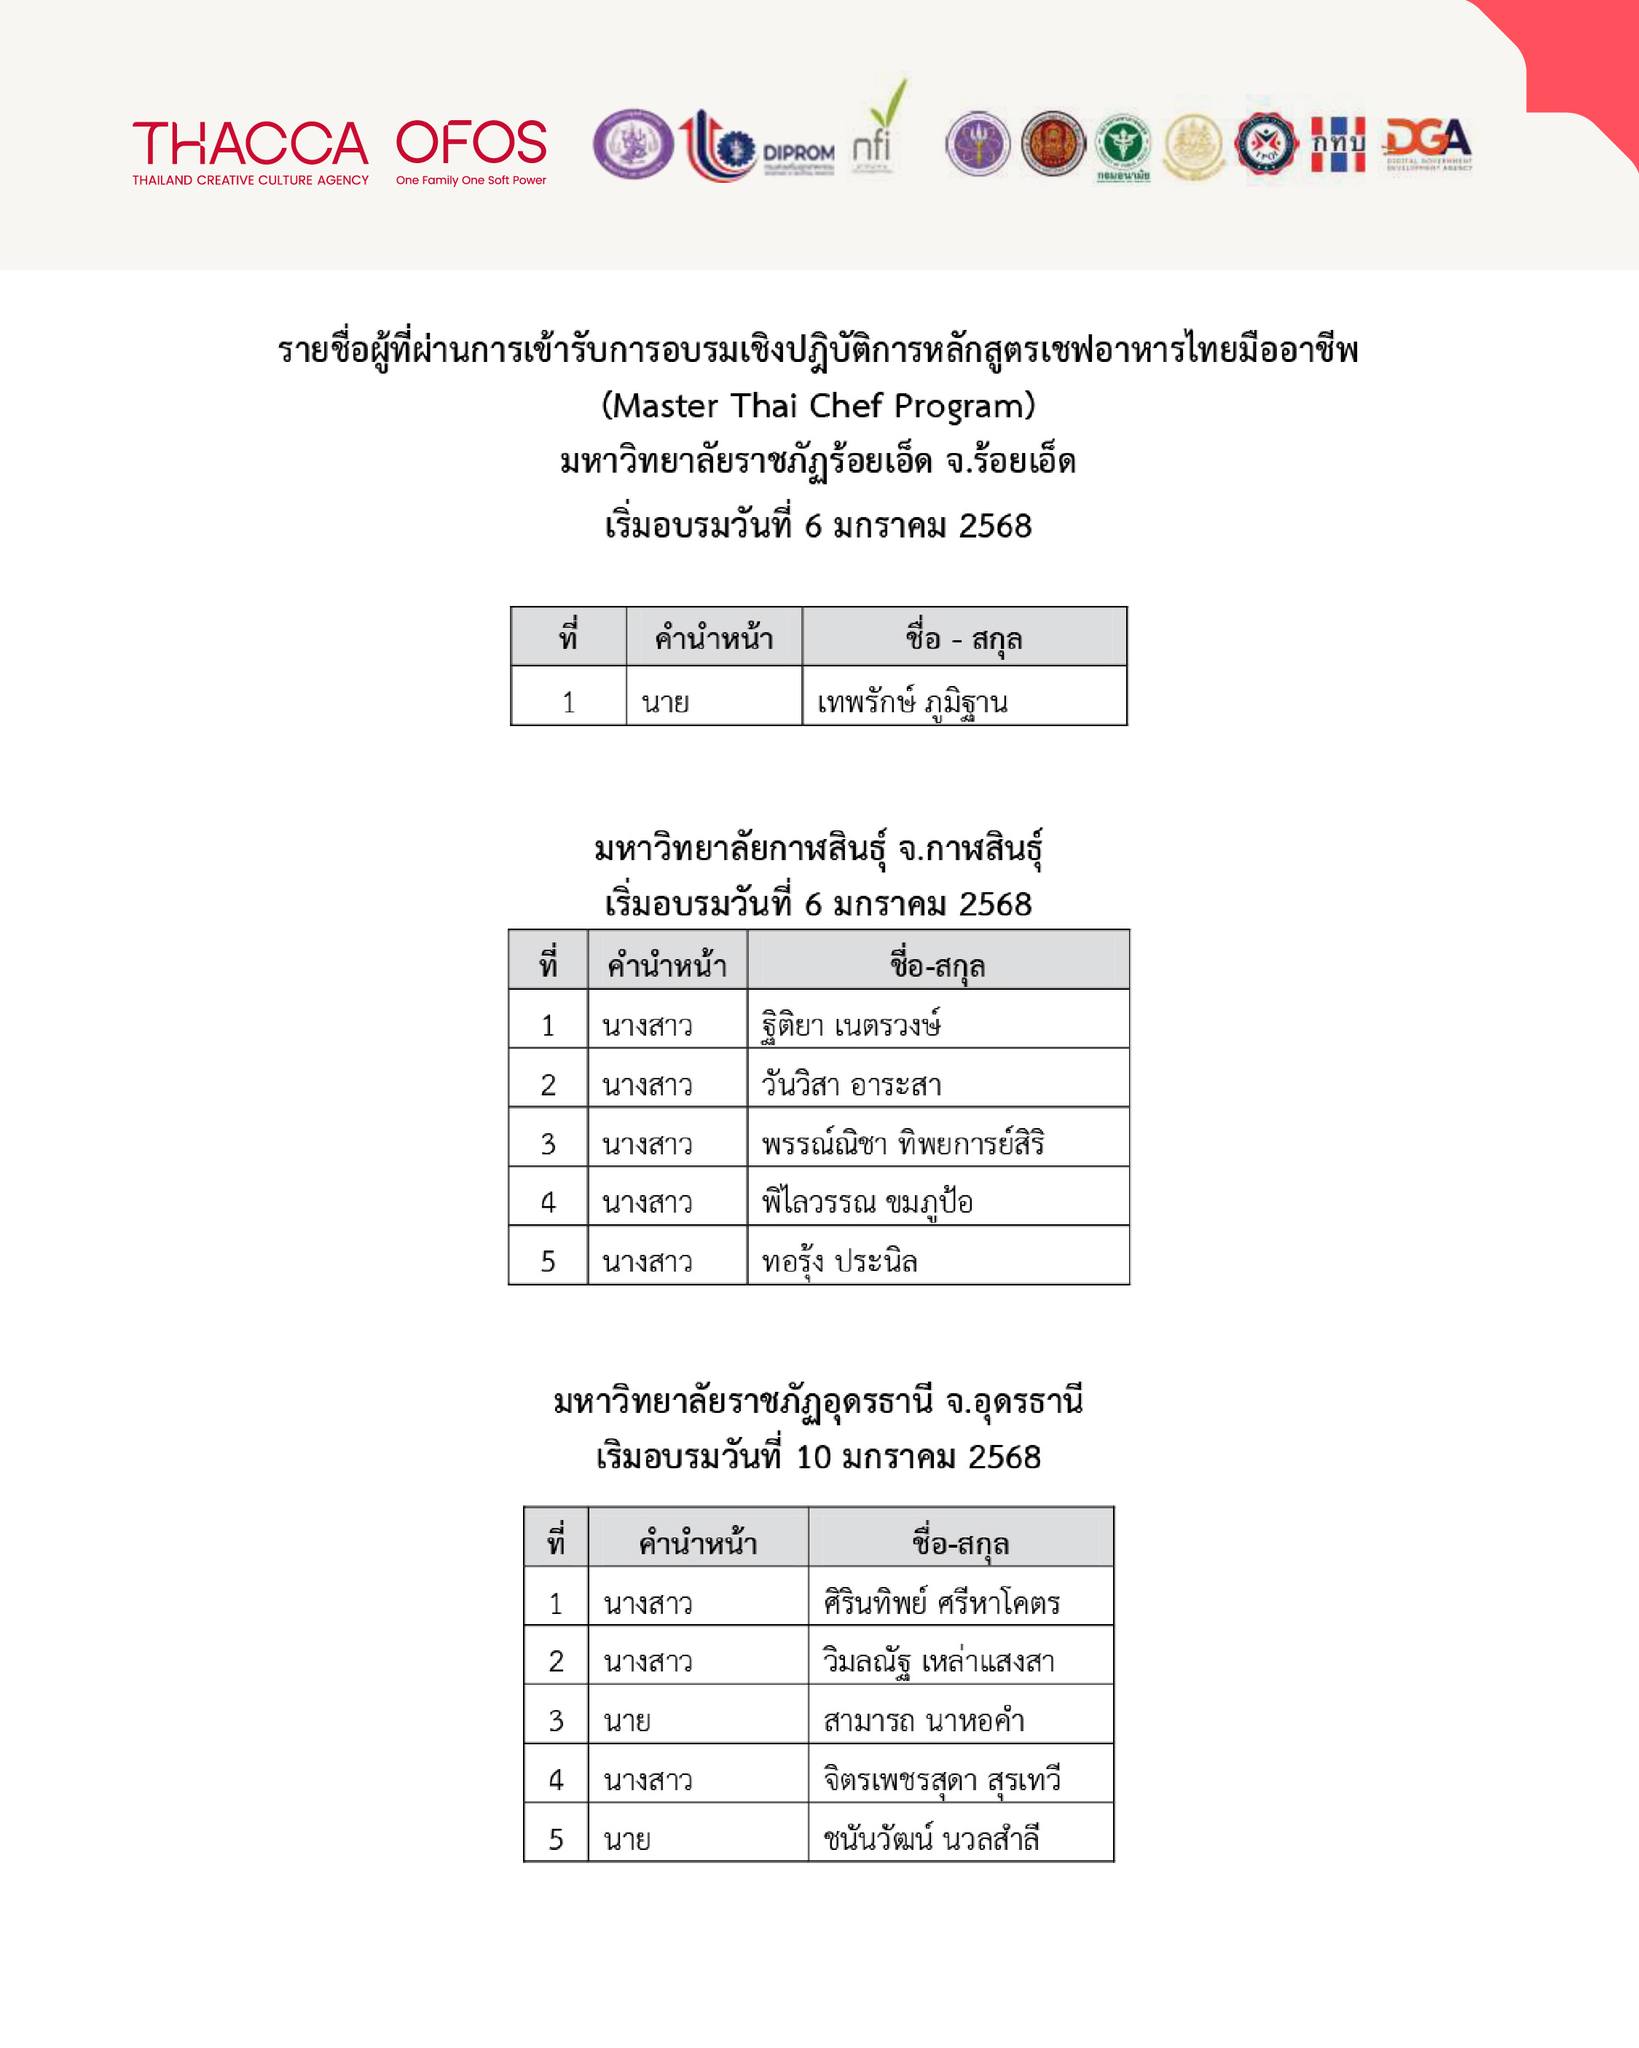 THACCA OFOS
THAILAND CREATIVE CULTURE AGENCY One Family One Soft Power
DIPROM
nfi
กรมอนามัย
TPQI
กทบ
DGA
DIGITAL GOVERNMENT
DEVELOPMENT AGENCY
รายชื่อผู้ที่ผ่านการเข้ารับการอบรมเชิงปฎิบัติการหลักสูตรเชฟอาหารไทยมืออาชีพ
(Master Thai Chef Program)
มหาวิทยาลัยราชภัฏร้อยเอ็ด จ.ร้อยเอ็ด
เริ่มอบรมวันที่ 6 มกราคม 2568
ที่ คำนำหน้า ชื่อ - สกุล
1 นาย เทพรักษ์ ภูมิฐาน
มหาวิทยาลัยกาฬสินธุ์ จ.กาฬสินธุ์
เริ่มอบรมวันที่ 6 มกราคม 2568
ที่ คำนำหน้า ชื่อ-สกุล
1 นางสาว ฐิติยา เนตรวงษ์
2 นางสาว วันวิสา อาระสา
3 นางสาว พรรณ์ณิชา ทิพยการย์สิริ
4 นางสาว พิไลวรรณ ขมภูป้อ
5 นางสาว ทอรุ้ง ประนิล
มหาวิทยาลัยราชภัฏอุดรธานี จ.อุดรธานี
เริมอบรมวันที่ 10 มกราคม 2568
ที่ คำนำหน้า ชื่อ-สกุล
1 นางสาว ศิรินทิพย์ ศรีหาโคตร
2 นางสาว วิมลณัฐ เหล่าแสงสา
3 นาย สามารถ นาหอคำ
4 นางสาว จิตรเพชรสุดา สุรเทวี
5 นาย ชนันวัฒน์ นวลสำลี